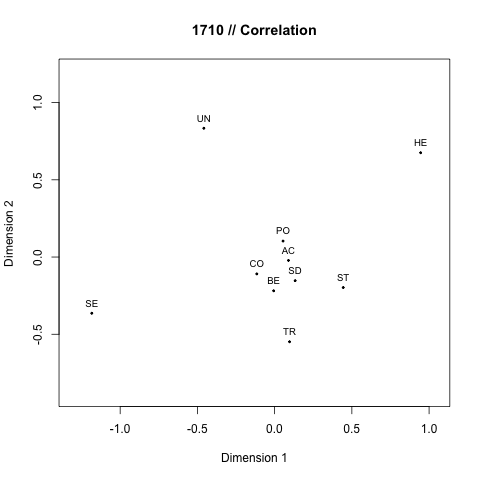 1710 // Correlation
UN
HE
PO
AC
CO
SD
BE
ST
SE
TR
1.0
0.5
0.0
-0.5
Dimension 2
-1.0 -0.5 0.0 0.5 1.0
Dimension 1